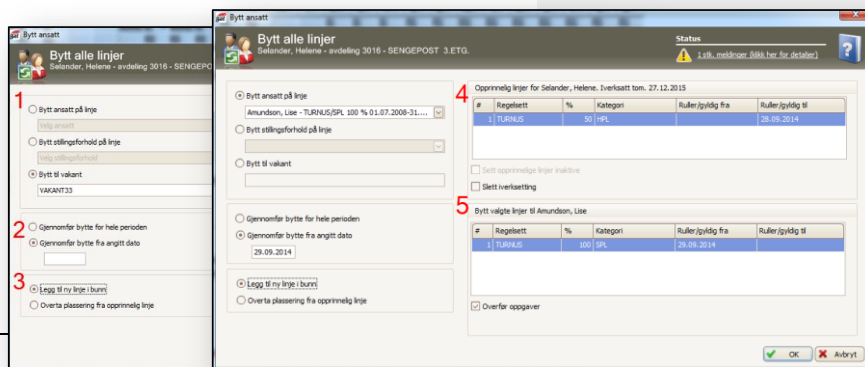 Bytt ansatt
Bytt alle linjer
Selander, Helene - avdeling 3016 - SENGEPO
1
Bytt ansatt på linje
Velg ansatt
Bytt stillingsforhold på linje
Velg stillingsforhold
Bytt til vakant
VAKANT33
2
Gjennomfør bytte for hele perioden
Gjennomfør bytte fra angitt dato
3
Legg til ny linje i bunn
Overta plassering fra opprinnelig linje
Bytt ansatt
Bytt alle linjer
Selander, Helene - avdeling 3016 - SENGEPOST 3.ETG.
Status
1 stk. meldinger (klikk her for detaljer)
Bytt ansatt på linje
Amundson, Lise - TURNUS/SPL 100 % 01.07.2008-31....
Bytt stillingsforhold på linje
Bytt til vakant
Gjennomfør bytte for hele perioden
Gjennomfør bytte fra angitt dato
29.09.2014
Legg til ny linje i bunn
Overta plassering fra opprinnelig linje
4
Opprinnelig linjer for Selander, Helene. Iverksatt tom. 27.12.2015
# Regelsett % Kategori Ruller/gyldig fra Ruller/gyldig til
1 TURNUS 50 HPL 28.09.2014
Sett opprinnelige linjer inaktive
Slett iverksetting
5
Bytt valgte linjer til Amundson, Lise
# Regelsett % Kategori Ruller/gyldig fra Ruller/gyldig til
1 TURNUS 100 SPL 29.09.2014
Overfør oppgaver
OK Avbryt